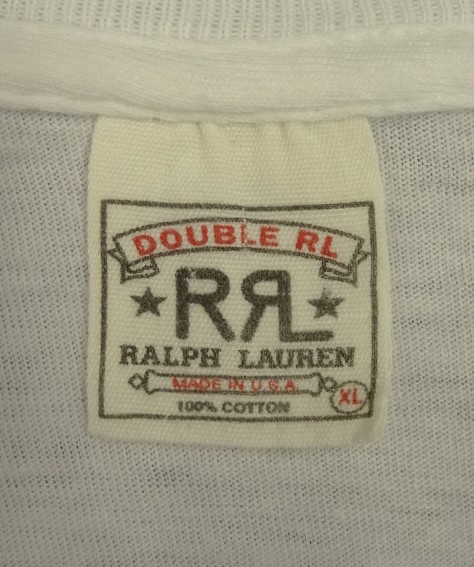 DOUBLE RL
RRL
RALPH LAUREN
MADE IN U.S.A.
XL
100% COTTON